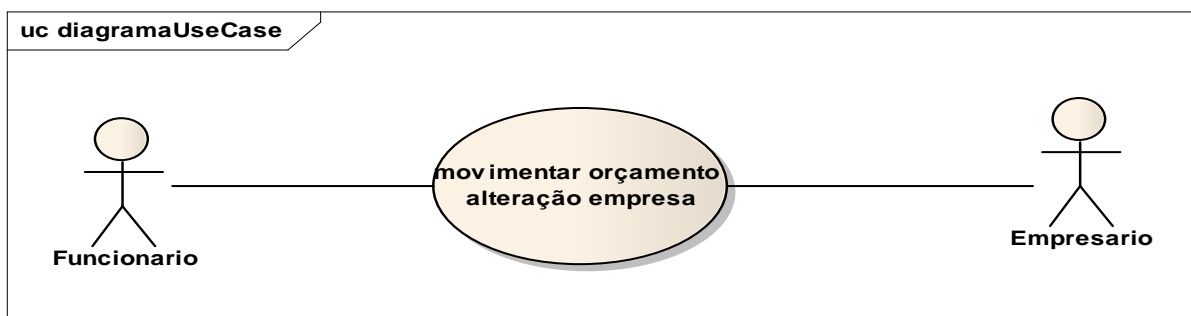 uc diagramaUseCase
movimentar orçamento
alteração empresa
Funcionario
Empresario